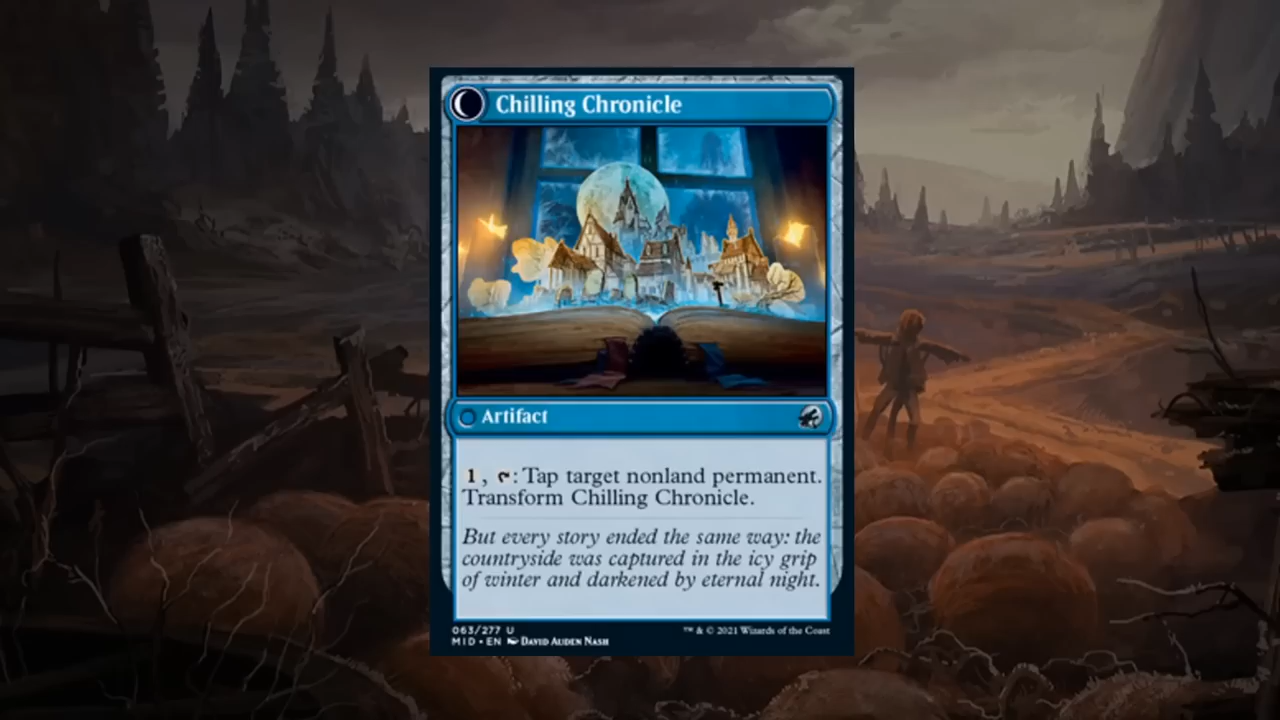 Chilling Chronicle
Artifact
1, : Tap target nonland permanent.
Transform Chilling Chronicle.
But every story ended the same way: the
countryside was captured in the icy grip
of winter and darkened by eternal night.
063/277 U
MID • EN David Auden Nash
™ & © 2021 Wizards of the Coast